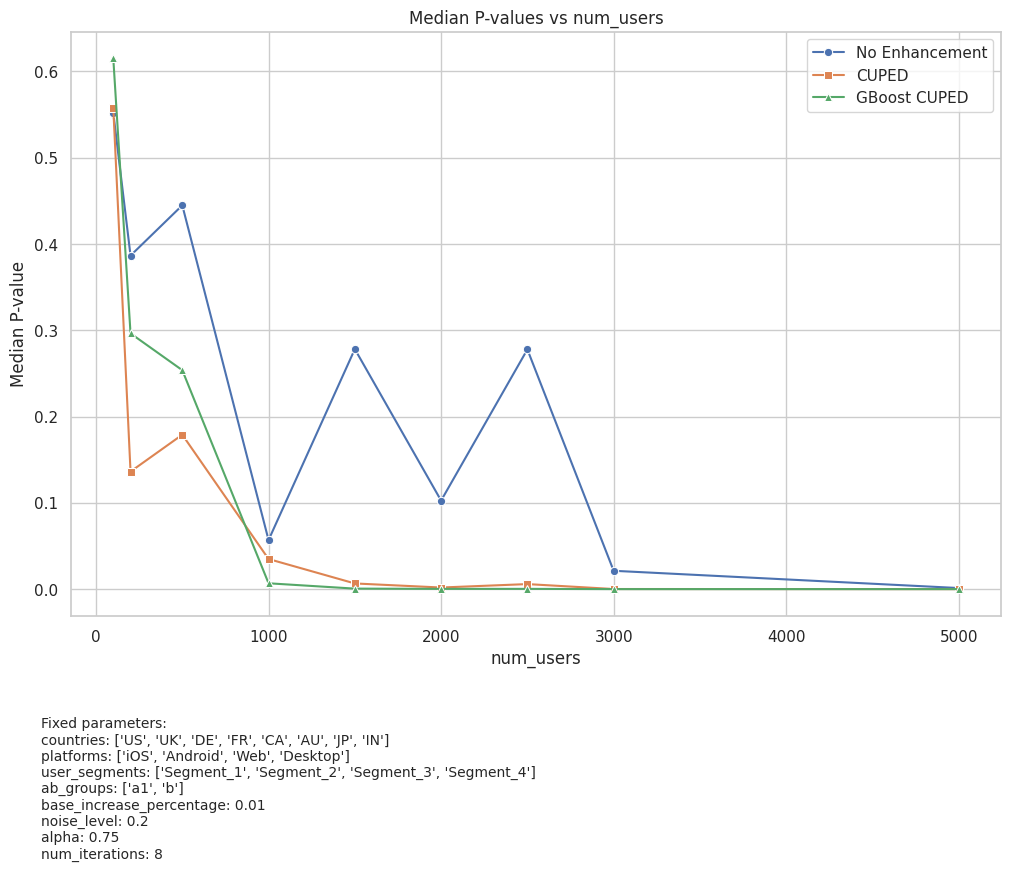 Median P-values vs num_users
No Enhancement
CUPED
GBoost CUPED
Median P-value
0.6
0.5
0.4
0.3
0.2
0.1
0.0
0
1000
2000
3000
4000
5000
num_users
Fixed parameters:
countries: ['US', 'UK', 'DE', 'FR', 'CA', 'AU', 'JP', 'IN']
platforms: ['iOS', 'Android', 'Web', 'Desktop']
user_segments: ['Segment_1', 'Segment_2', 'Segment_3', 'Segment_4']
ab_groups: ['a1', 'b']
base_increase_percentage: 0.01
noise_level: 0.2
alpha: 0.75
num_iterations: 8